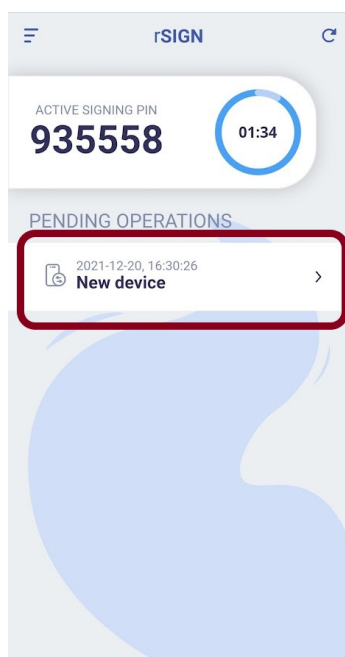 rSIGN
ACTIVE SIGNING PIN
935558
01:34
PENDING OPERATIONS
2021-12-20, 16:30:26
New device